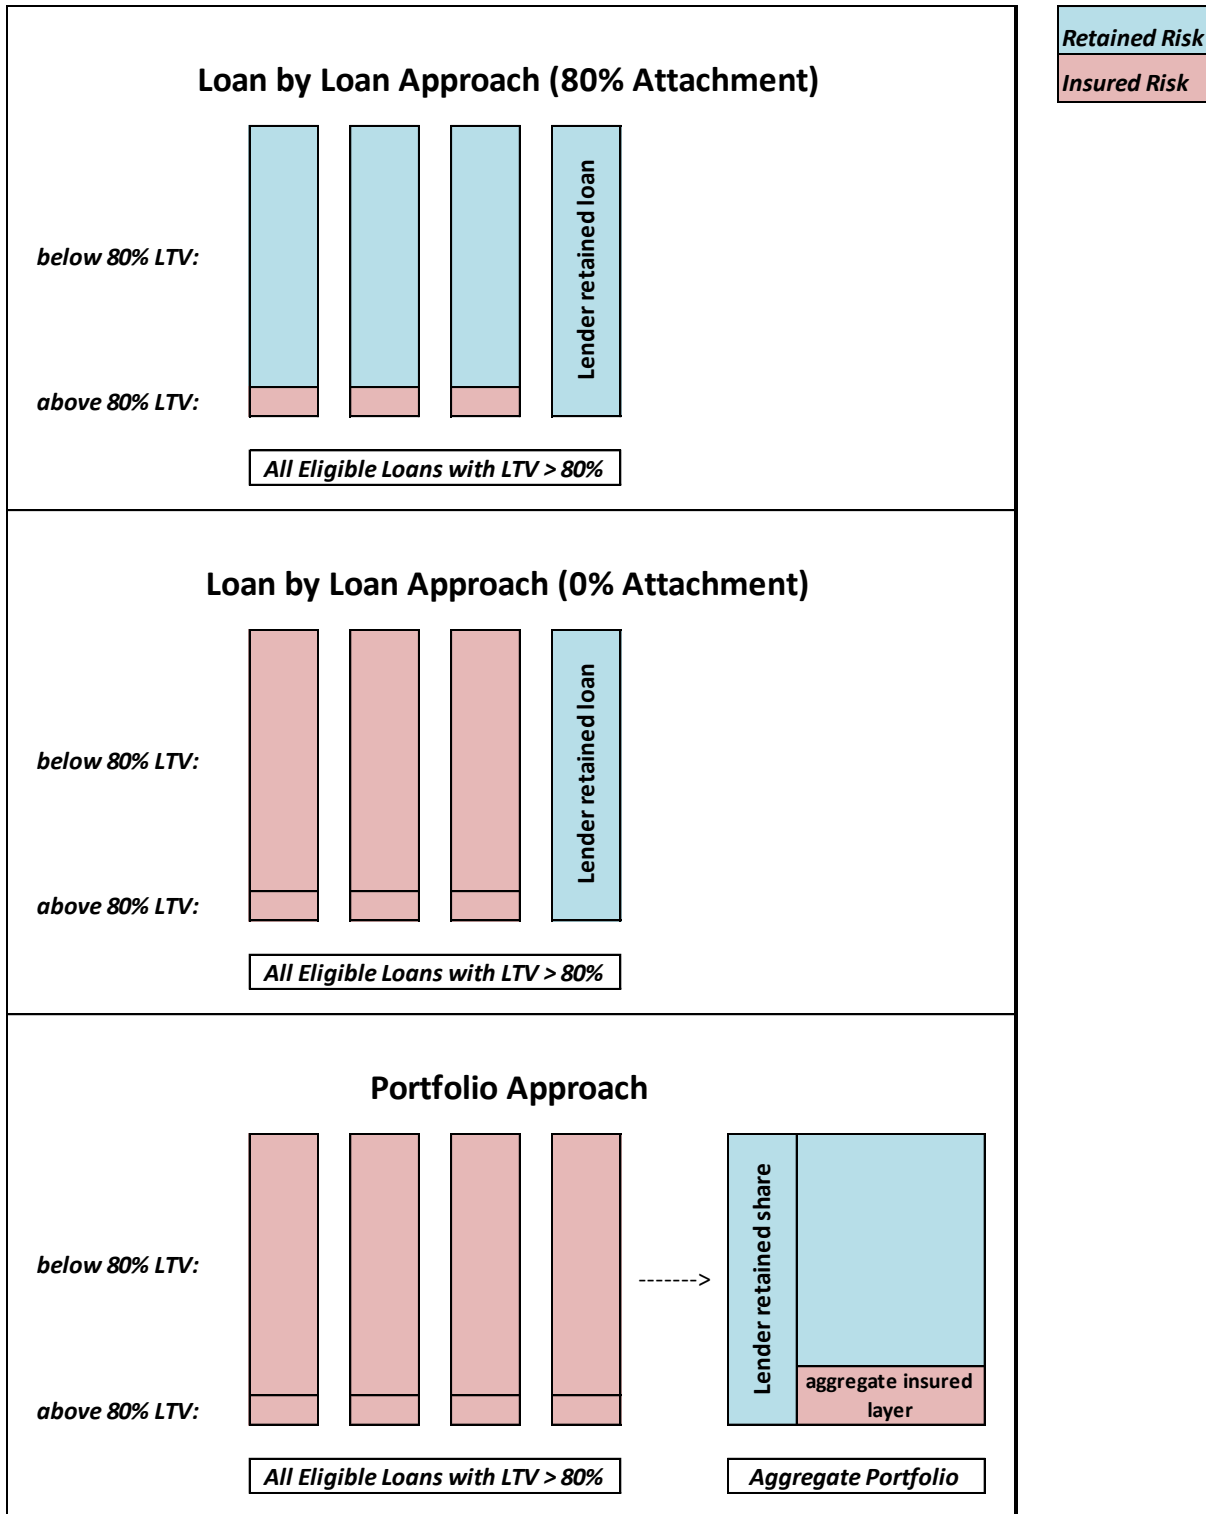 Retained Risk
Insured Risk
Loan by Loan Approach (80% Attachment)
below 80% LTV:
above 80% LTV:
Lender retained loan
All Eligible Loans with LTV > 80%
Loan by Loan Approach (0% Attachment)
below 80% LTV:
above 80% LTV:
Lender retained loan
All Eligible Loans with LTV > 80%
Portfolio Approach
below 80% LTV:
above 80% LTV:
------->
Lender retained share
aggregate insured
layer
All Eligible Loans with LTV > 80%
Aggregate Portfolio